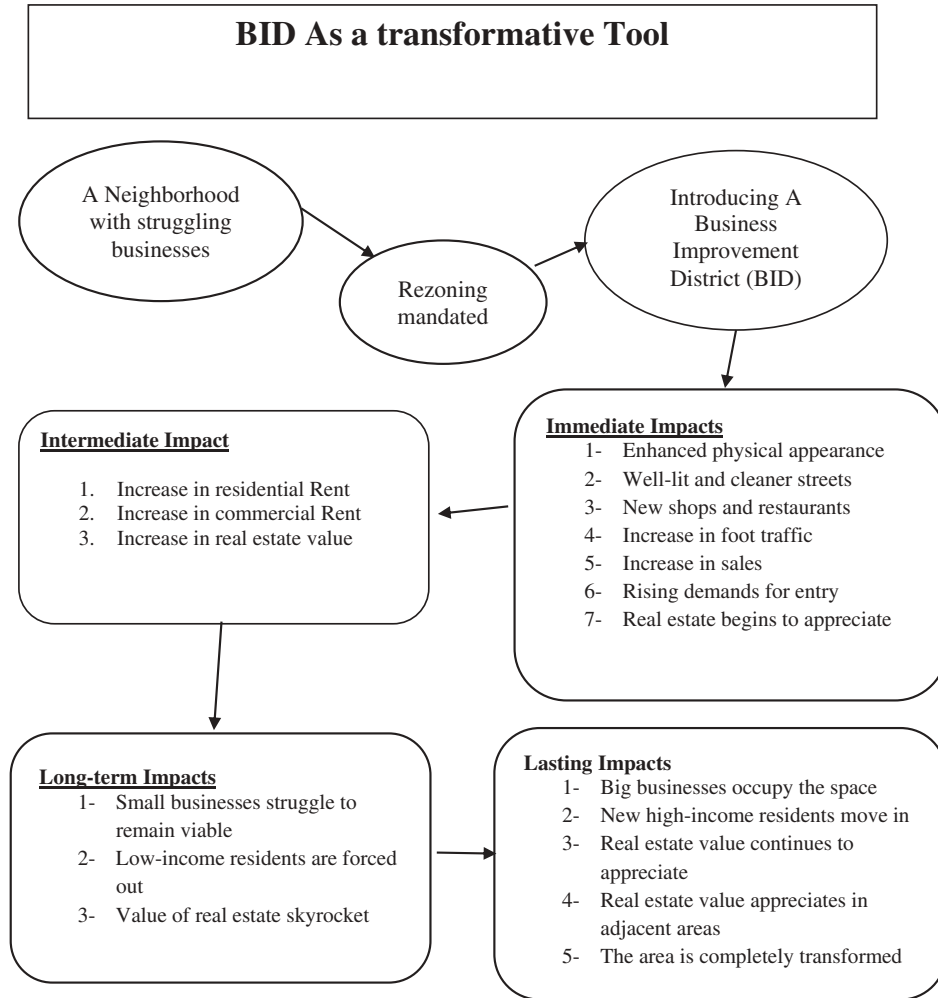 BID As a transformative Tool
A Neighborhood
with struggling
businesses
Rezoning
mandated
Introducing A
Business
Improvement
District (BID)
Immediate Impacts
1- Enhanced physical appearance
2- Well-lit and cleaner streets
3- New shops and restaurants
4- Increase in foot traffic
5- Increase in sales
6- Rising demands for entry
7- Real estate begins to appreciate
Intermediate Impact
1. Increase in residential Rent
2. Increase in commercial Rent
3. Increase in real estate value
Long-term Impacts
1- Small businesses struggle to
remain viable
2- Low-income residents are forced
out
3- Value of real estate skyrocket
Lasting Impacts
1- Big businesses occupy the space
2- New high-income residents move in
3- Real estate value continues to
appreciate
4- Real estate value appreciates in
adjacent areas
5- The area is completely transformed